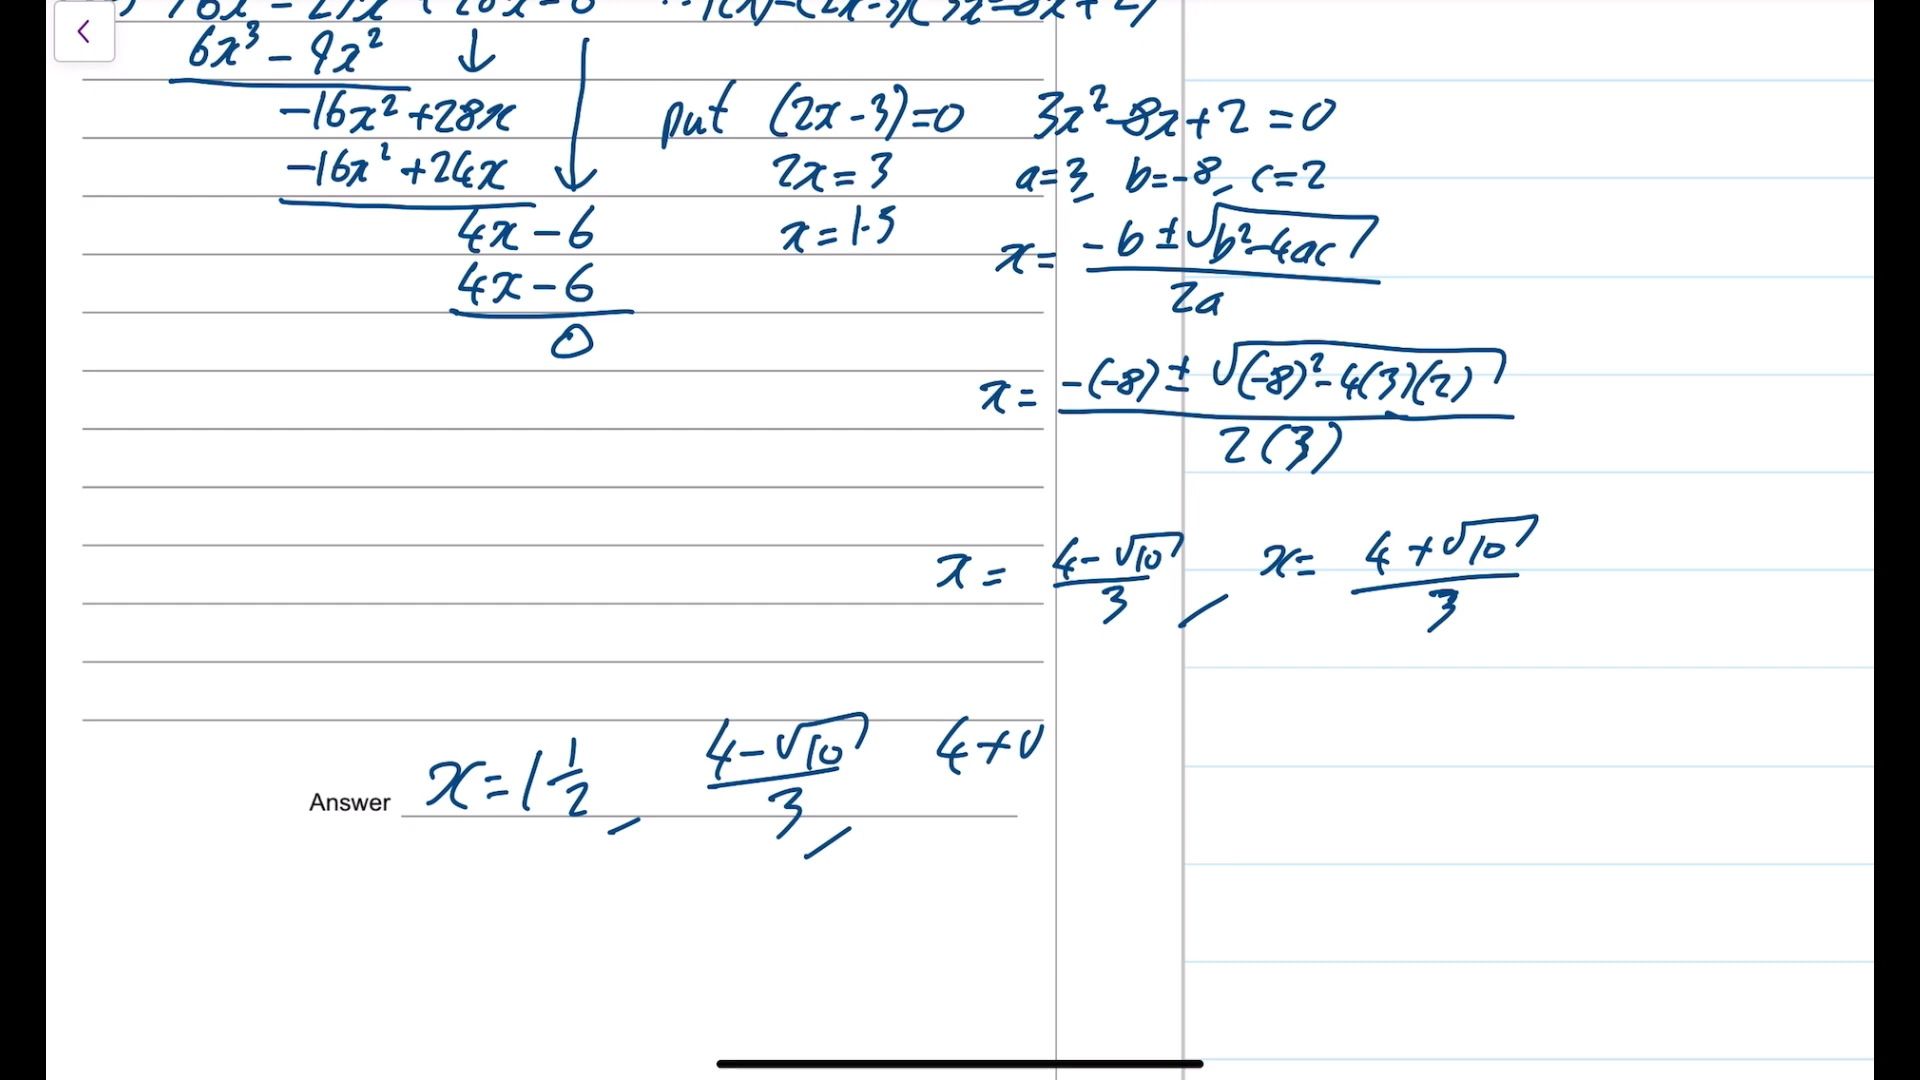 6x³ - 9x²
-16x² + 28x
-16x² + 24x
4x - 6
4x - 6
0
put (2x - 3) = 0
2x = 3
x = 1.5
3x² - 8x + 2 = 0
a = 3, b = -8, c = 2
x = (-b ± √(b² - 4ac)) / 2a
x = (-(-8) ± √((-8)² - 4(3)(2))) / 2(3)
x = (4 - √10) / 3, x = (4 + √10) / 3
Answer x = 1 1/2, (4 - √10) / 3, 4 + √